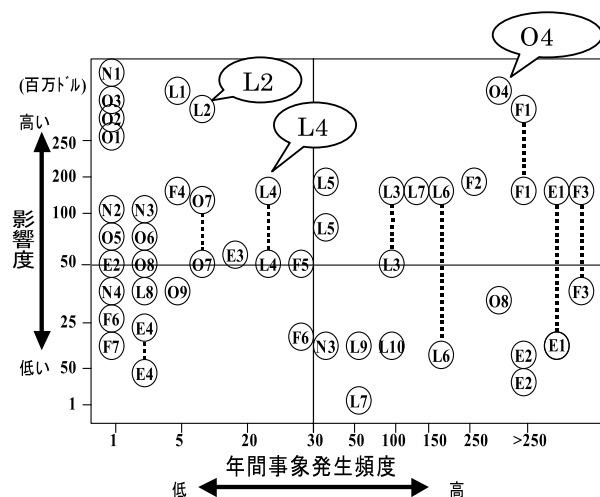 O4
N1
(百万ﾄﾞﾙ)
L1
L2
O4
O3
L2
F1
O2
高い
O1
L4
250
200
L5
L3 L7 L6
F2
F1 E1 F3
F4
O7
L4
100
N2 N3
L5
O5 O6
影響度
E3
50
E2 O8
O7
L4
F5
L3
N4 L8 O9
O8
F3
25
F6
E4
F6
F7
N3 L9 L10
L6
E2
E1
低い
50
E4
E2
1
L7
1 5 20 30 50 100 150 250 >250
年間事象発生頻度
低 高